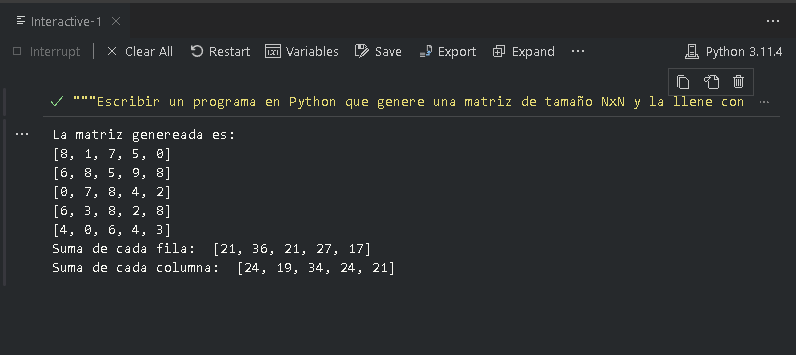 Interactive-1
Interrupt | Clear All Restart Variables Save Export Expand ... Python 3.11.4
"""Escribir un programa en Python que genere una matriz de tamaño NxN y la llene con ...
... La matriz genereada es:
[8, 1, 7, 5, 0]
[6, 8, 5, 9, 8]
[0, 7, 8, 4, 2]
[6, 3, 8, 2, 8]
[4, 0, 6, 4, 3]
Suma de cada fila:  [21, 36, 21, 27, 17]
Suma de cada columna:  [24, 19, 34, 24, 21]